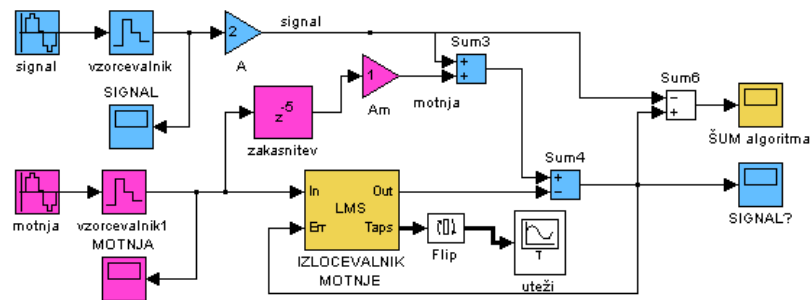 signal
vzorcevalnik
SIGNAL
2
A
signal
1
Am
motnja
Sum3
+
+
z-5
zakasnitev
Sum6
−
+
ŠUM algoritma
Sum4
+
−
SIGNAL?
motnja
vzorcevalnik1
MOTNJA
In
Out
LMS
Err
Taps
IZLOCEVALNIK
MOTNJE
Flip
T
uteži